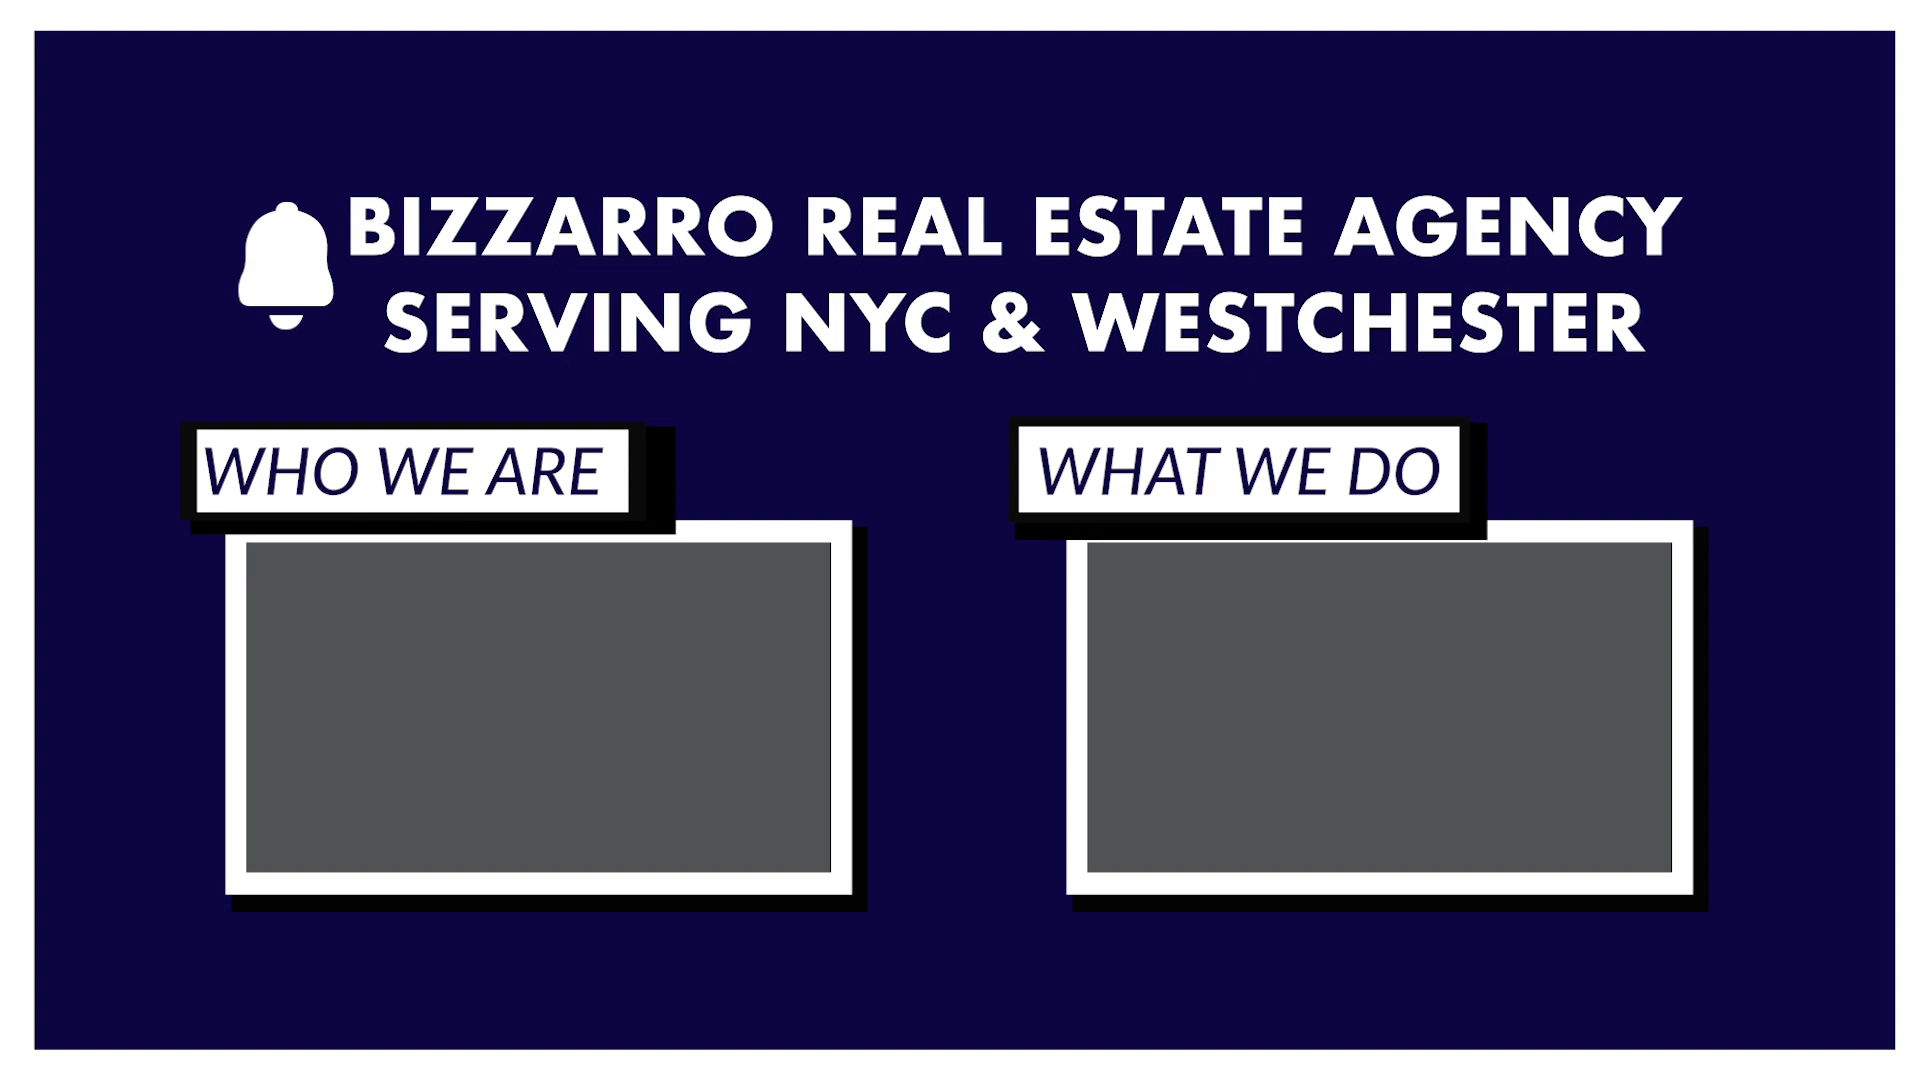 BIZZARRO REAL ESTATE AGENCY
SERVING NYC & WESTCHESTER
WHO WE ARE
WHAT WE DO